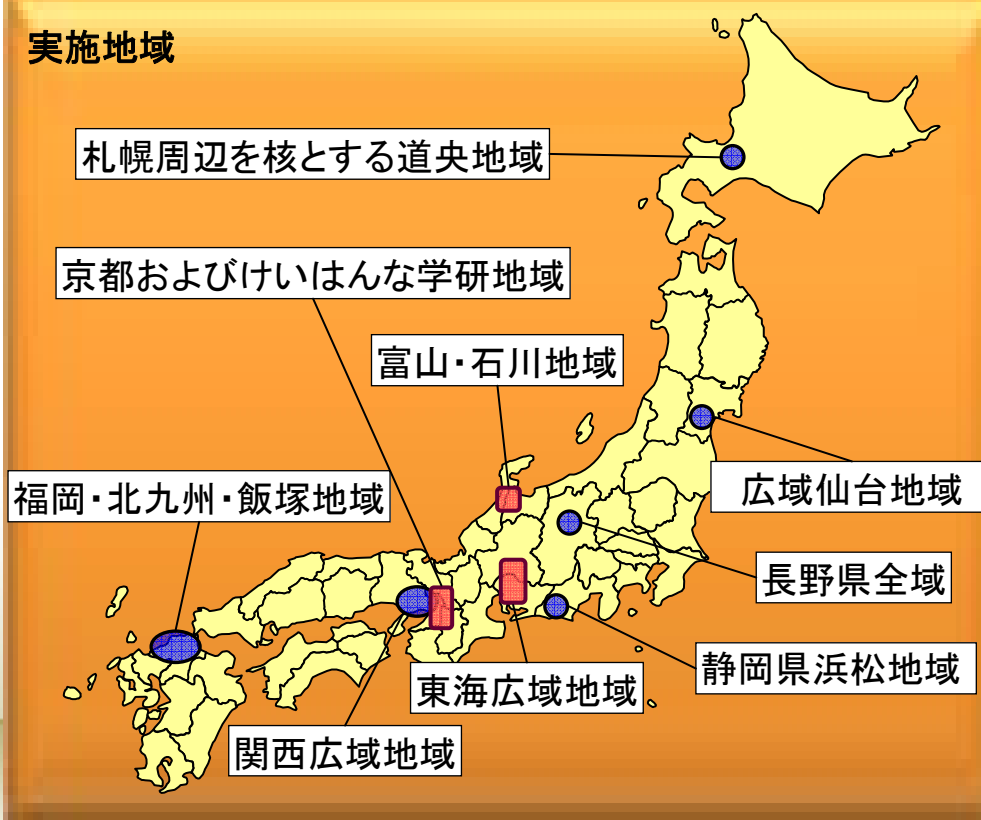 実施地域
札幌周辺を核とする道央地域
京都およびけいはんな学研地域
富山・石川地域
広域仙台地域
福岡・北九州・飯塚地域
長野県全域
静岡県浜松地域
東海広域地域
関西広域地域